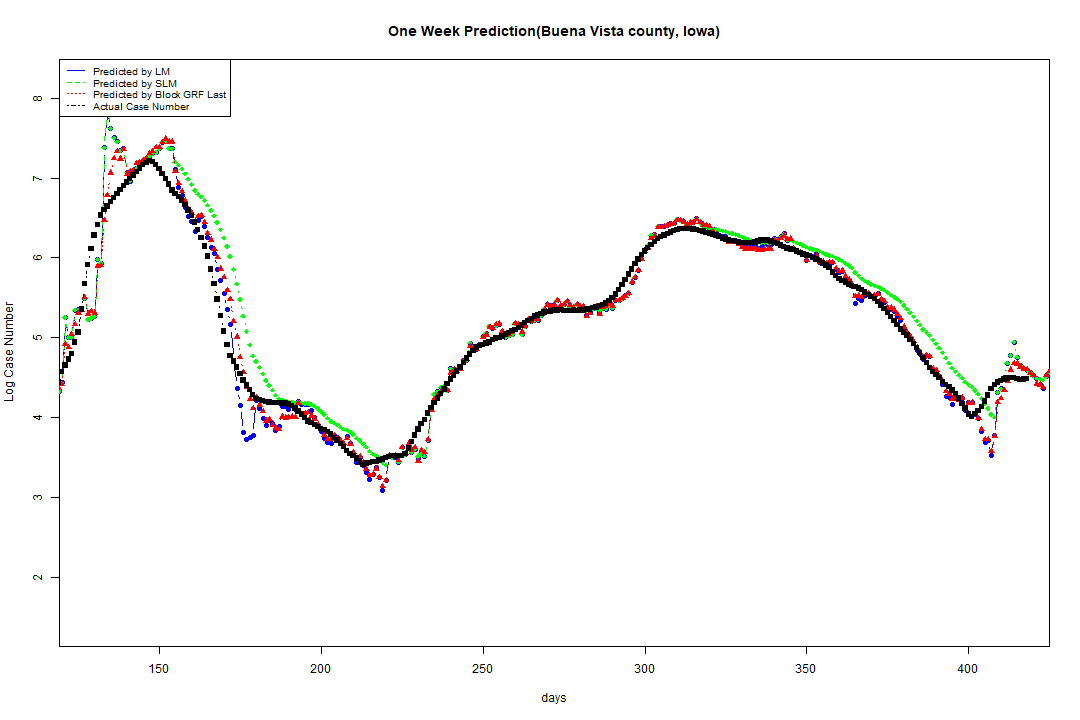 One Week Prediction(Buena Vista county, Iowa)
Predicted by LM
Predicted by SLM
Predicted by Block GRF Last
Actual Case Number
8
7
6
5
4
3
2
Log Case Number
150 200 250 300 350 400
days